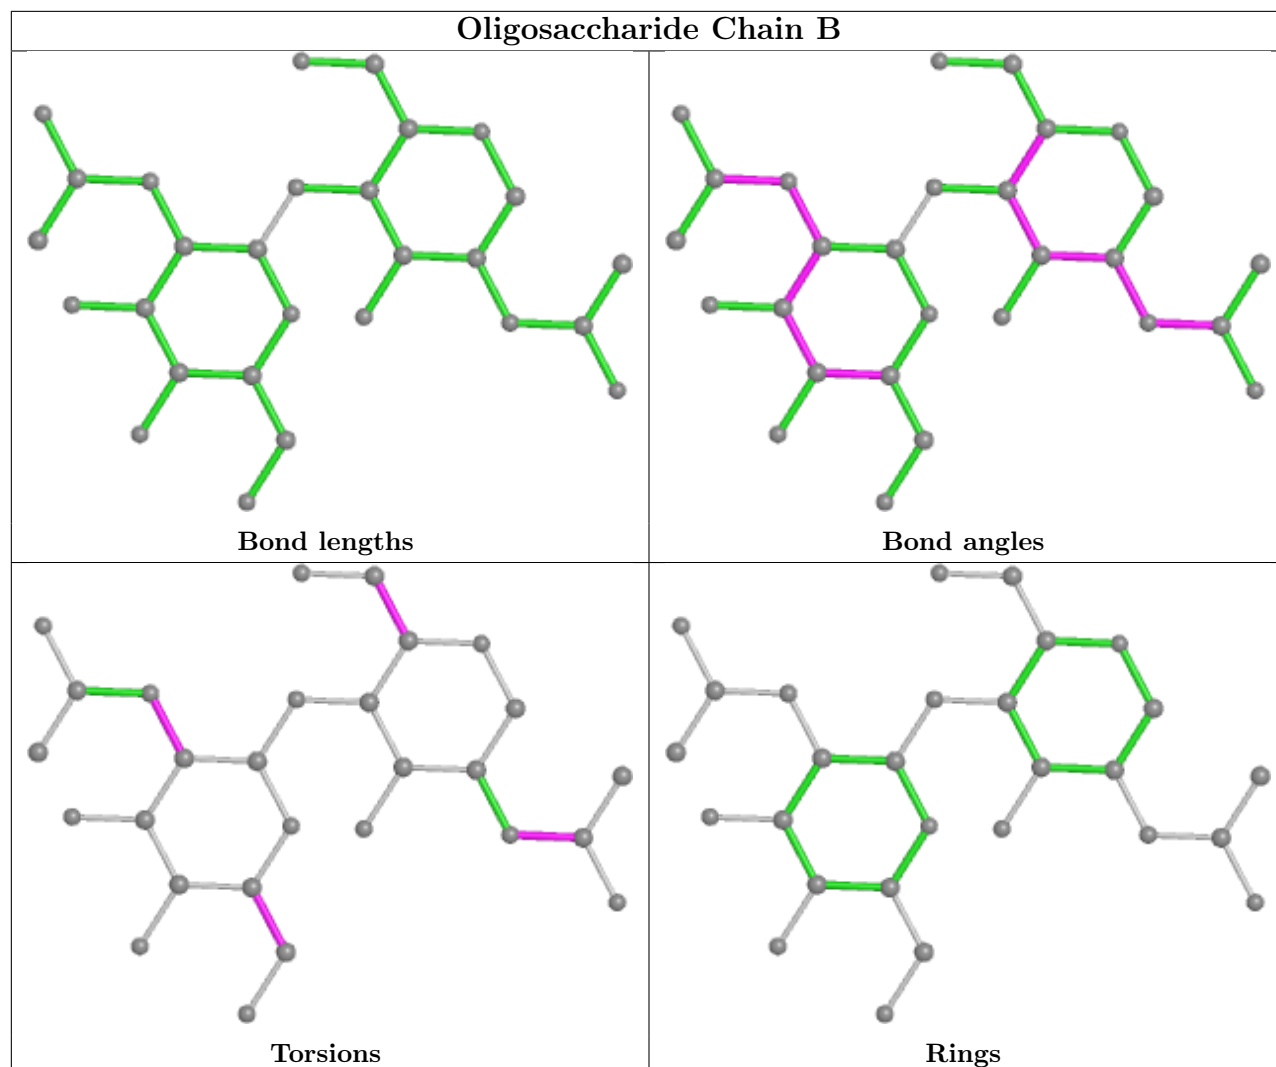 Oligosaccharide Chain B
Bond lengths
Bond angles
Torsions
Rings